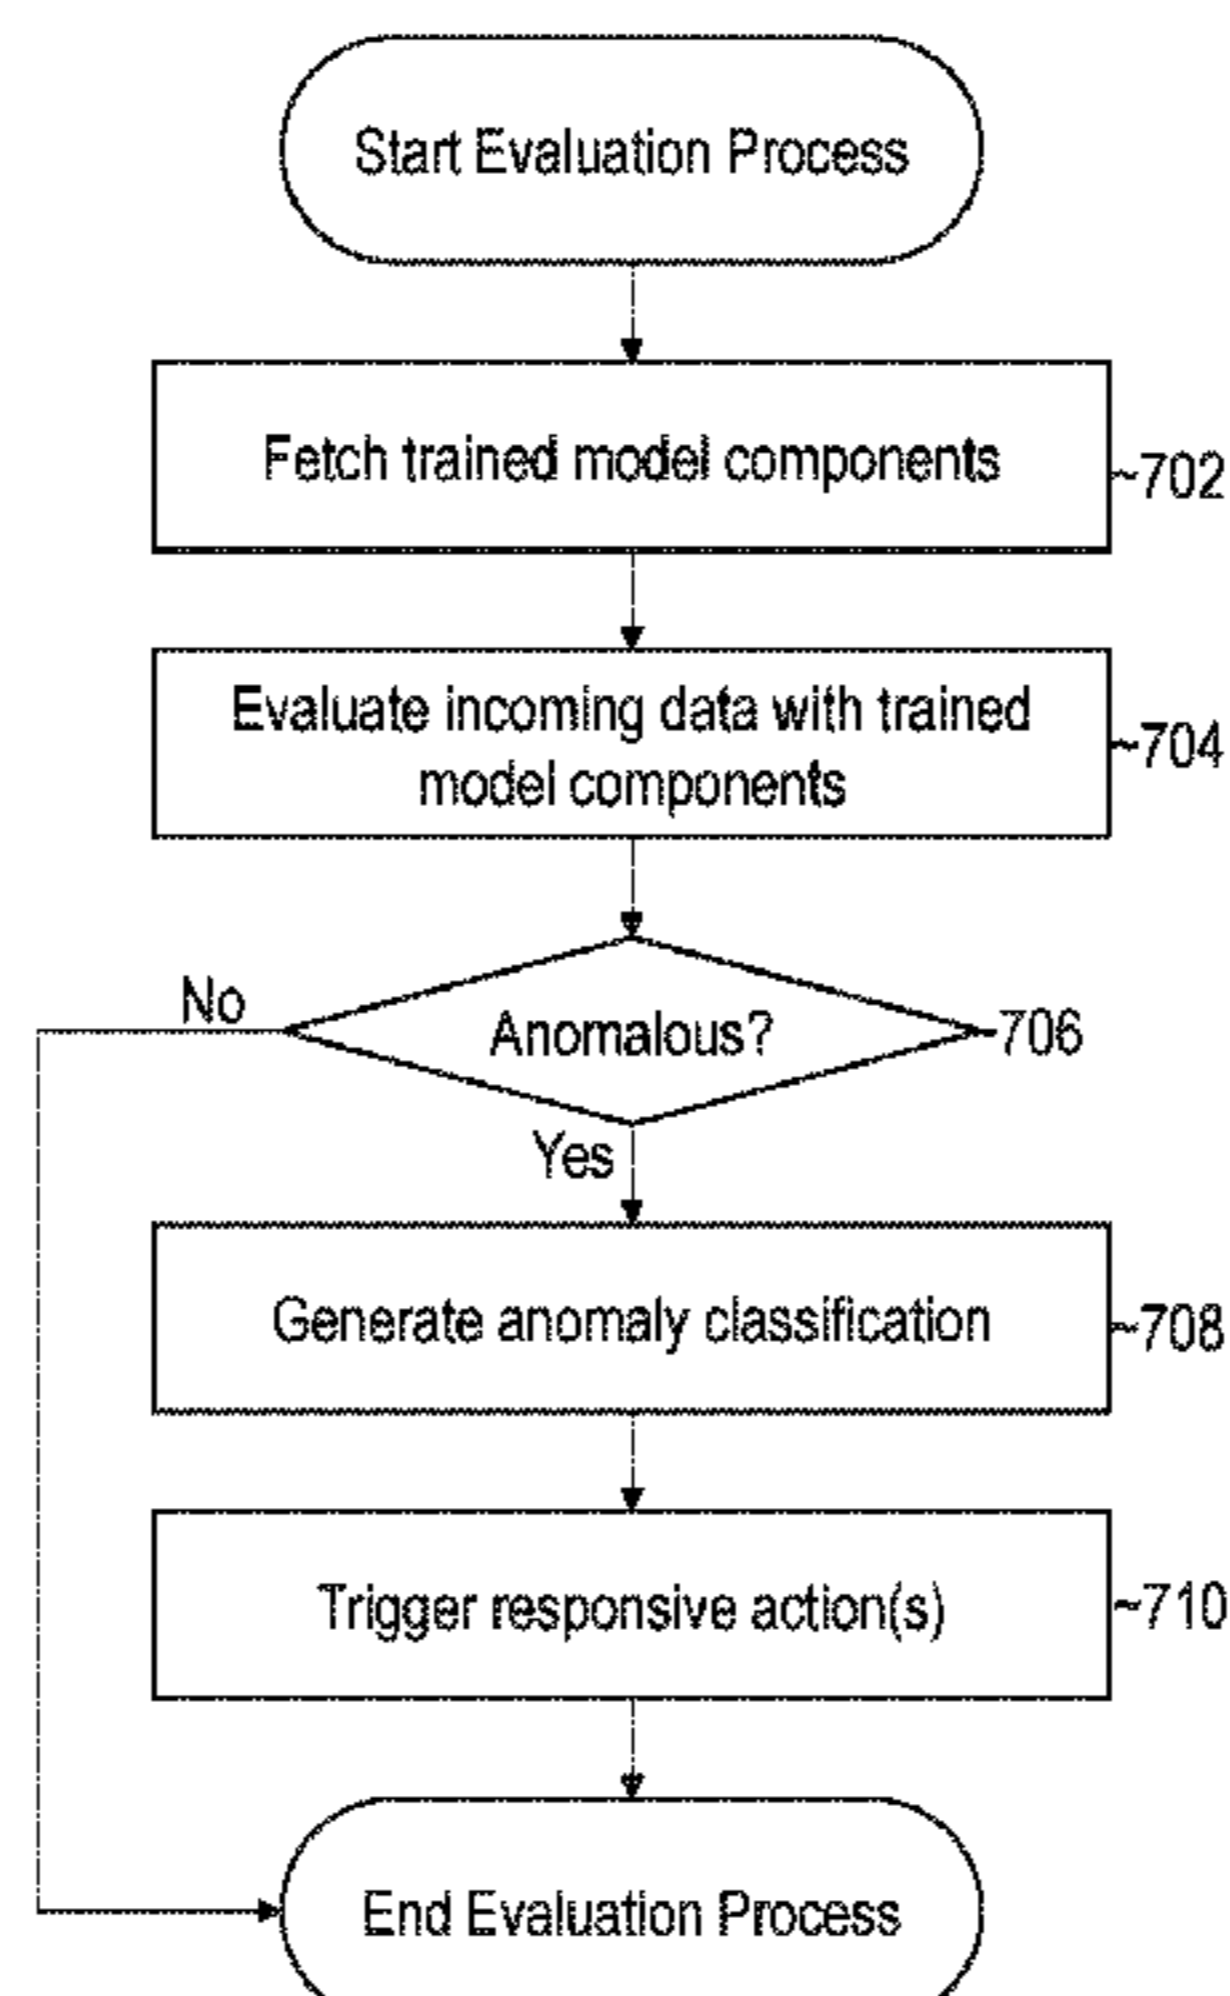 Start Evaluation Process
Fetch trained model components
~702
Evaluate incoming data with trained
model components
~704
No
Anomalous?
706
Yes
Generate anomaly classification
~708
Trigger responsive action(s)
~710
End Evaluation Process